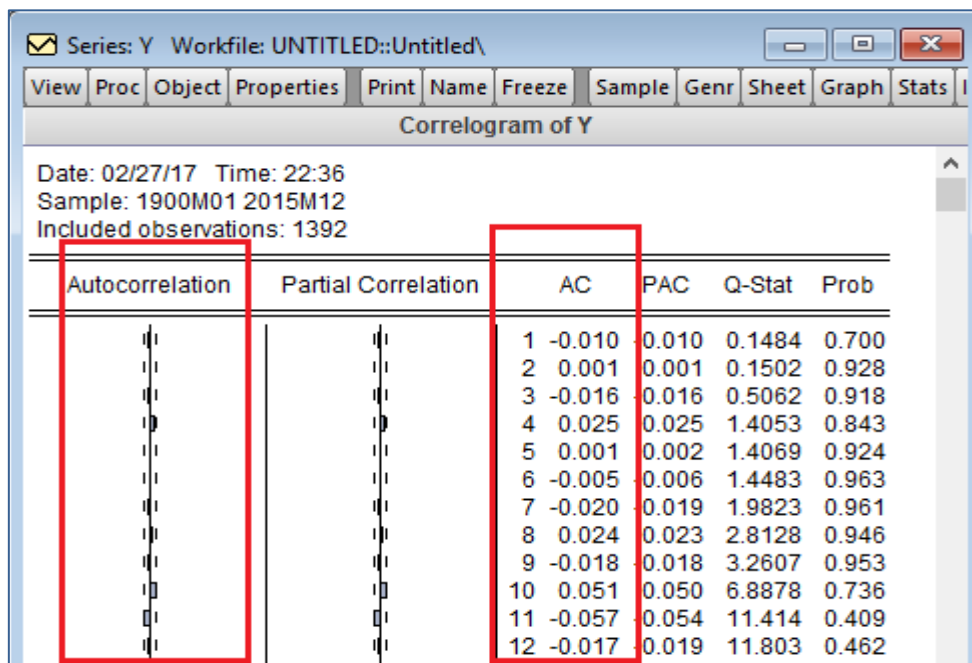 Series: Y Workfile: UNTITLED::Untitled\
View Proc Object Properties Print Name Freeze Sample Genr Sheet Graph Stats
Correlogram of Y
Date: 02/27/17 Time: 22:36
Sample: 1900M01 2015M12
Included observations: 1392
Autocorrelation Partial Correlation AC PAC Q-Stat Prob
1 -0.010 -0.010 0.1484 0.700
2 0.001 0.001 0.1502 0.928
3 -0.016 -0.016 0.5062 0.918
4 0.025 0.025 1.4053 0.843
5 0.001 0.002 1.4069 0.924
6 -0.005 -0.006 1.4483 0.963
7 -0.020 -0.019 1.9823 0.961
8 0.024 0.023 2.8128 0.946
9 -0.018 -0.018 3.2607 0.953
10 0.051 0.050 6.8878 0.736
11 -0.057 -0.054 11.414 0.409
12 -0.017 -0.019 11.803 0.462